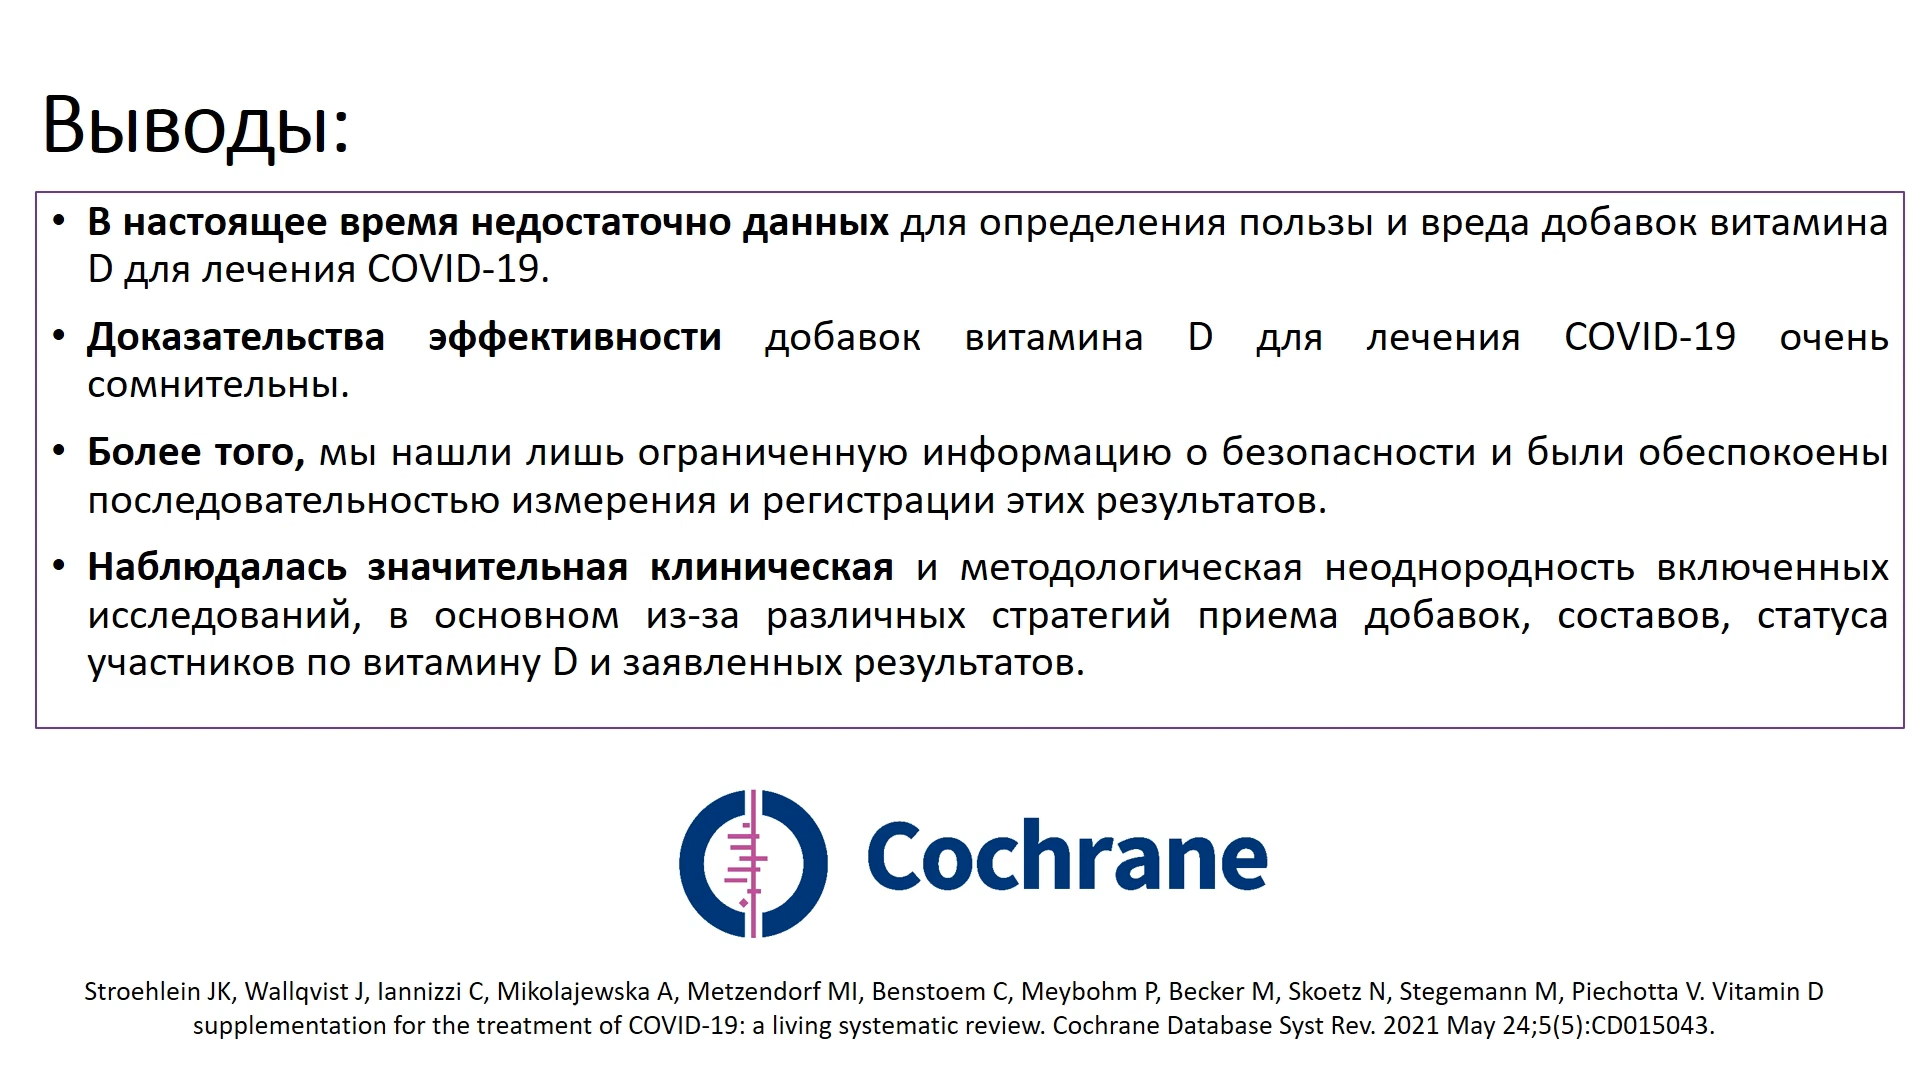 Выводы:
• В настоящее время недостаточно данных для определения пользы и вреда добавок витамина
D для лечения COVID-19.
• Доказательства эффективности добавок витамина D для лечения COVID-19 очень
сомнительны.
• Более того, мы нашли лишь ограниченную информацию о безопасности и были обеспокоены
последовательностью измерения и регистрации этих результатов.
• Наблюдалась значительная клиническая и методологическая неоднородность включенных
исследований, в основном из-за различных стратегий приема добавок, составов, статуса
участников по витамину D и заявленных результатов.
Cochrane
Stroehlein JK, Wallqvist J, Iannizzi C, Mikolajewska A, Metzendorf MI, Benstoem C, Meybohm P, Becker M, Skoetz N, Stegemann M, Piechotta V. Vitamin D
supplementation for the treatment of COVID-19: a living systematic review. Cochrane Database Syst Rev. 2021 May 24;5(5):CD015043.